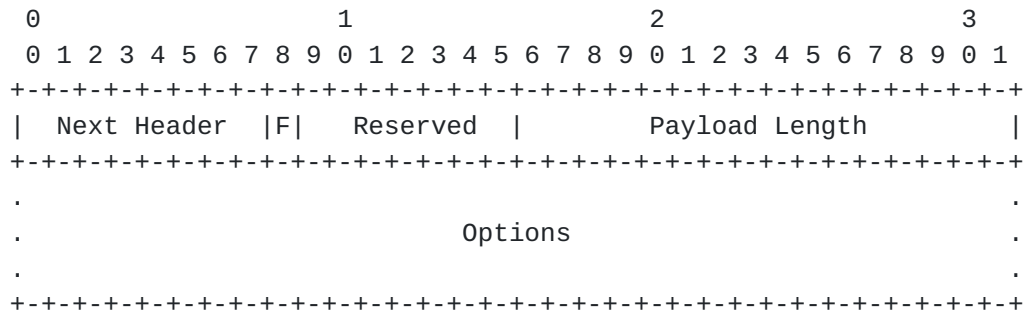 0                   1                   2                   3
 0 1 2 3 4 5 6 7 8 9 0 1 2 3 4 5 6 7 8 9 0 1 2 3 4 5 6 7 8 9 0 1
+-+-+-+-+-+-+-+-+-+-+-+-+-+-+-+-+-+-+-+-+-+-+-+-+-+-+-+-+-+-+-+-+
|  Next Header  |F|   Reserved  |        Payload Length         |
+-+-+-+-+-+-+-+-+-+-+-+-+-+-+-+-+-+-+-+-+-+-+-+-+-+-+-+-+-+-+-+-+
.                                                               .
.                            Options                            .
.                                                               .
+-+-+-+-+-+-+-+-+-+-+-+-+-+-+-+-+-+-+-+-+-+-+-+-+-+-+-+-+-+-+-+-+